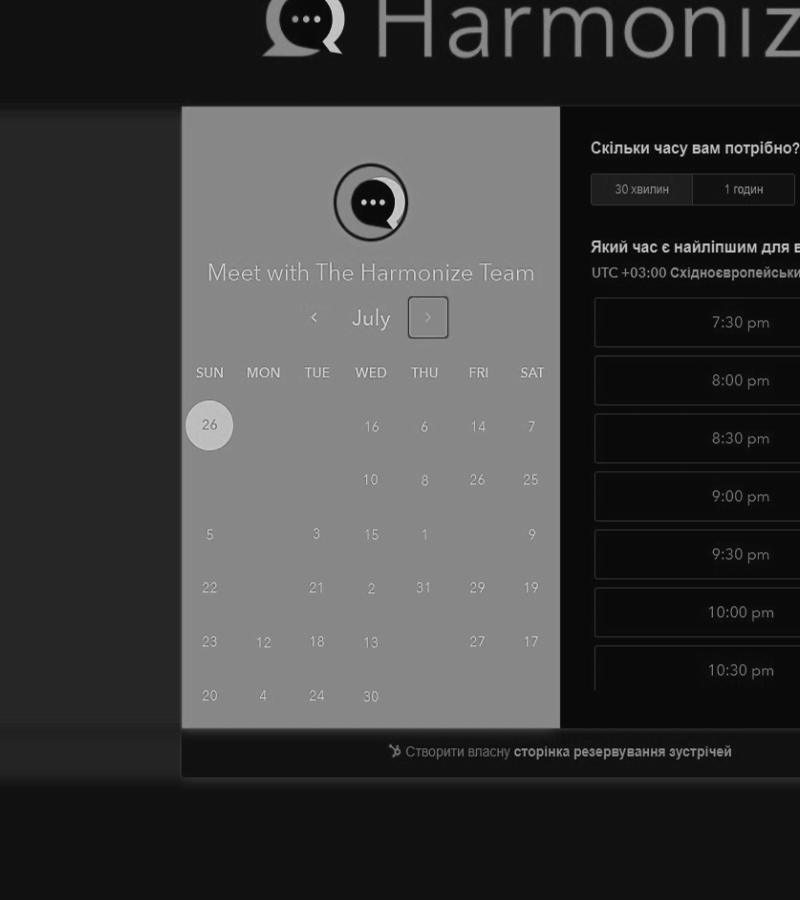 Harmoniz
Meet with The Harmonize Team
July
SUN MON TUE WED THU FRI SAT
26 16 6 14 7
10 8 26 25
5 3 15 1 9
22 21 2 31 29 19
23 12 18 13 27 17
20 4 24 30
Скільки часу вам потрібно?
30 хвилин 1 годин
Який час є найліпшим для в
UTC +03:00 Східноєвропейськи
7:30 pm
8:00 pm
8:30 pm
9:00 pm
9:30 pm
10:00 pm
10:30 pm
Створити власну сторінка резервування зустрічей